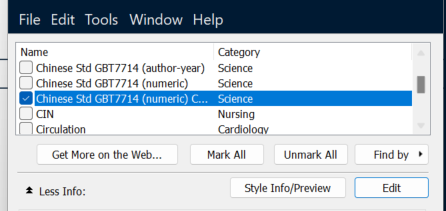 File Edit Tools Window Help
Name Category
Chinese Std GBT7714 (author-year) Science
Chinese Std GBT7714 (numeric) Science
Chinese Std GBT7714 (numeric) C... Science
CIN Nursing
Circulation Cardiology
Get More on the Web... Mark All Unmark All Find by
Less Info: Style Info/Preview Edit